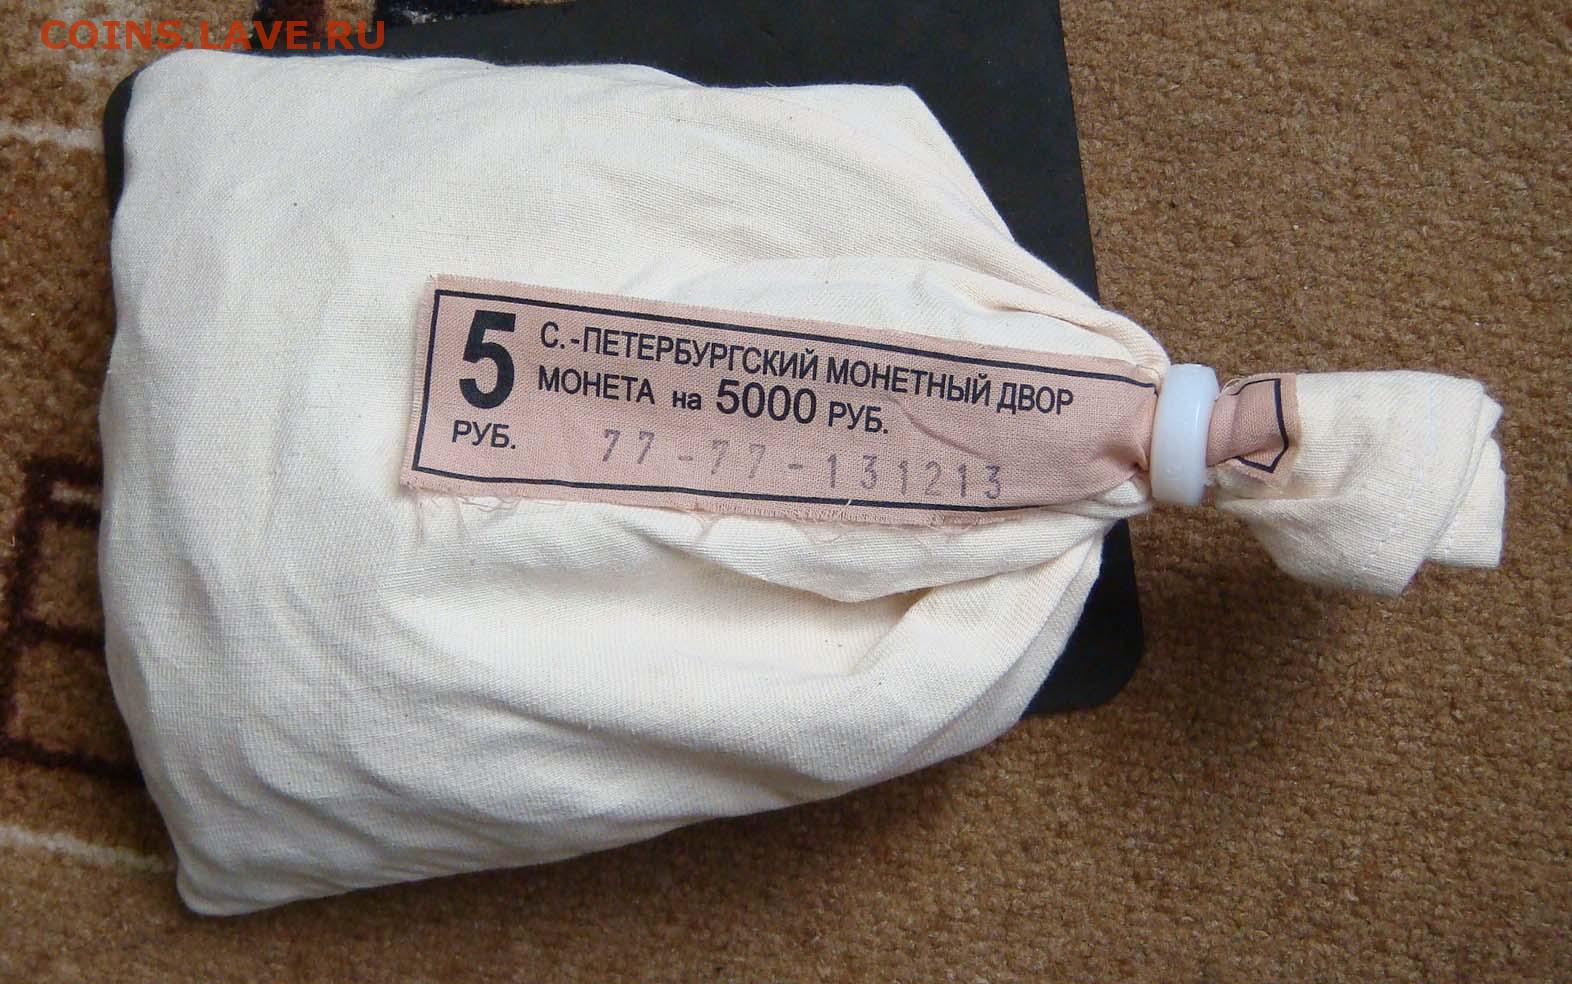 COINS.LAVE.RU
5
РУБ.
С.-ПЕТЕРБУРГСКИЙ МОНЕТНЫЙ ДВОР
МОНЕТА на 5000 РУБ.
77-77-131213